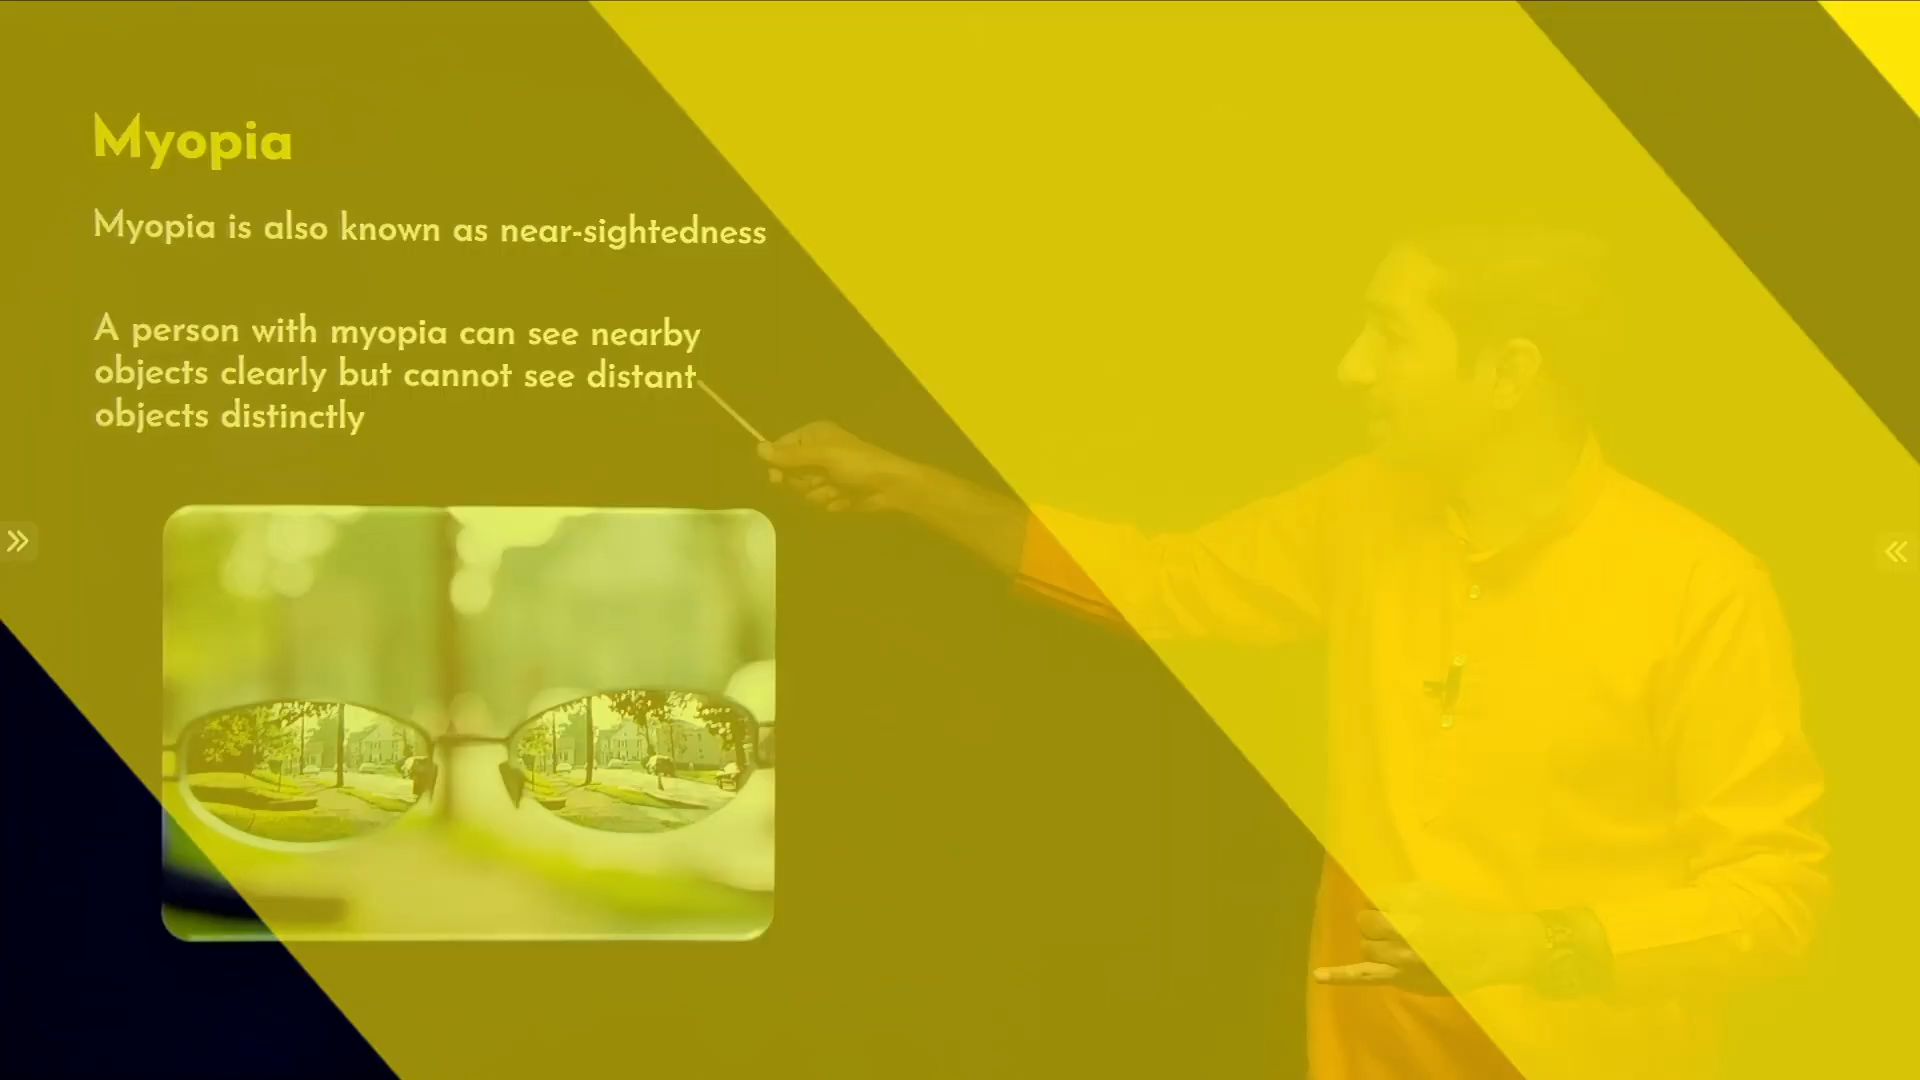 Myopia
Myopia is also known as near-sightedness
A person with myopia can see nearby
objects clearly but cannot see distant
objects distinctly